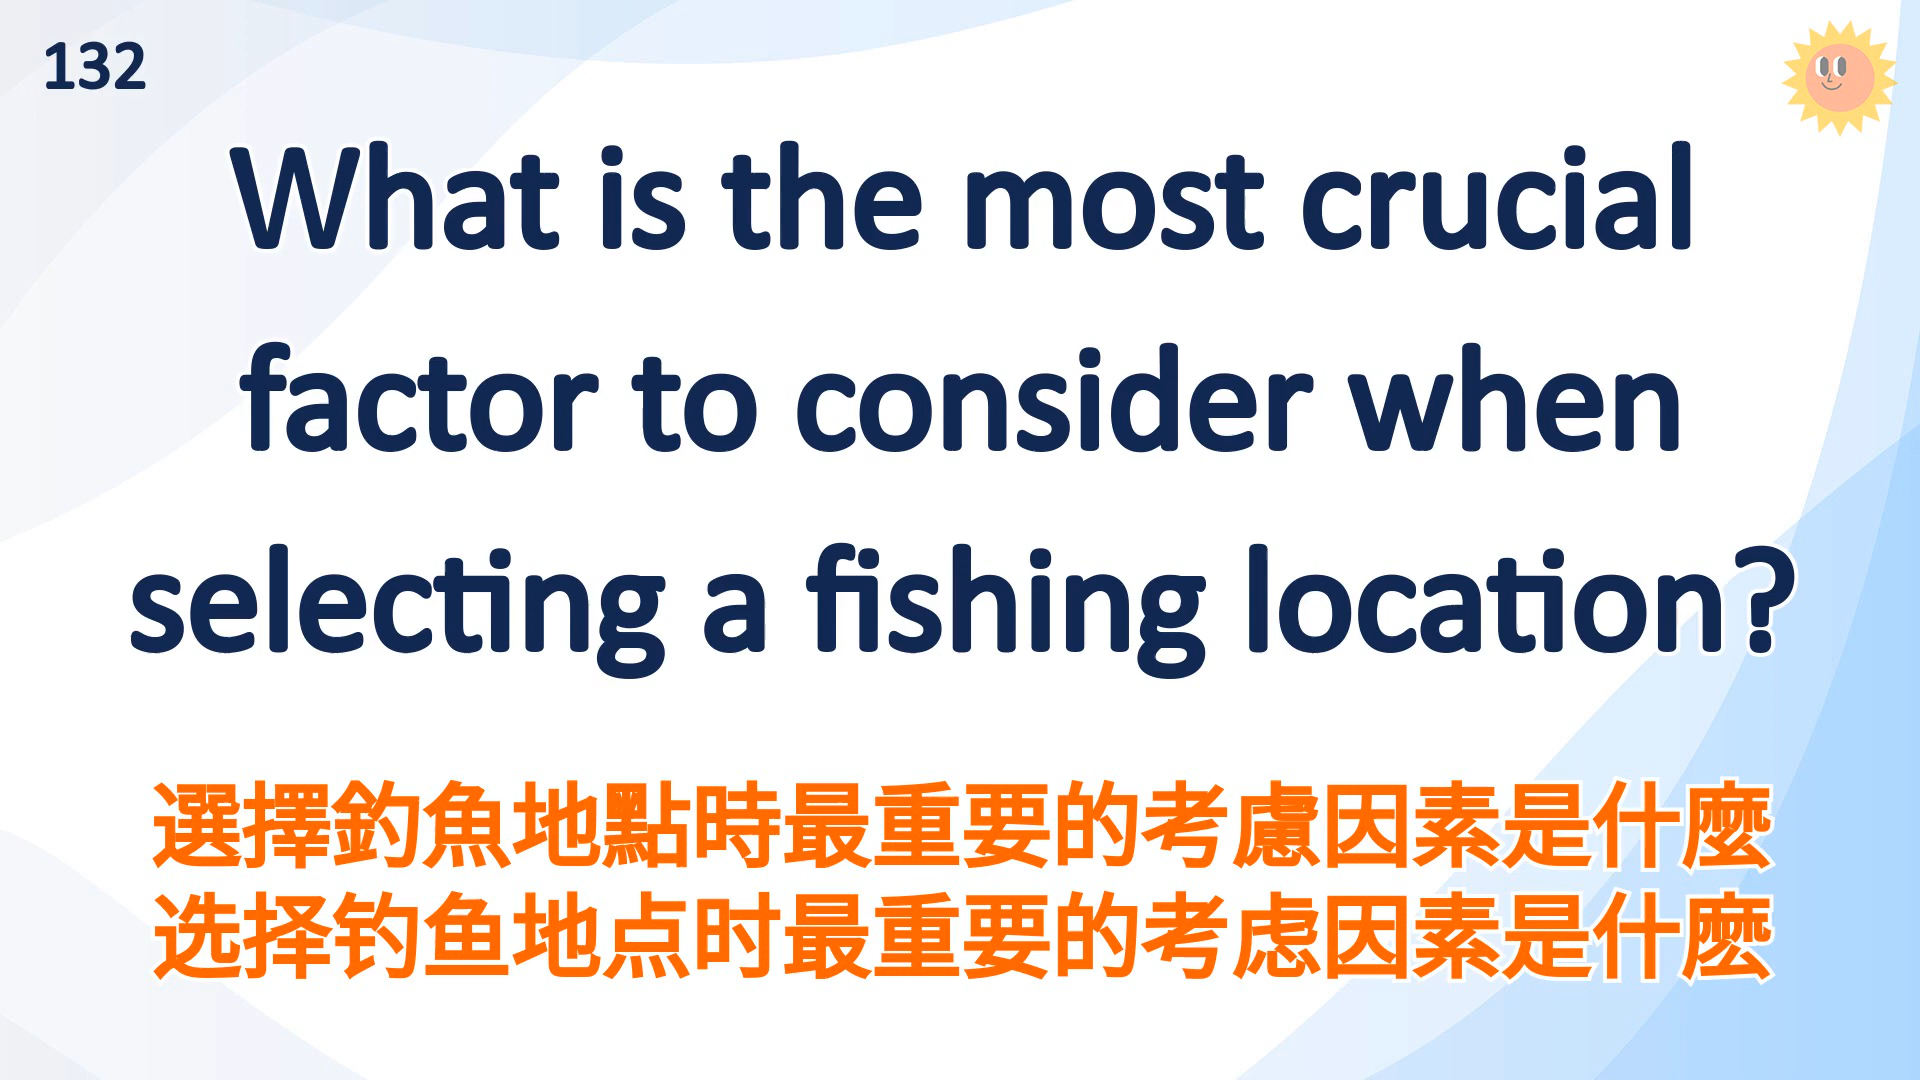 132
What is the most crucial
factor to consider when
selecting a fishing location?
選擇釣魚地點時最重要的考慮因素是什麼
选择钓鱼地点时最重要的考虑因素是什麽